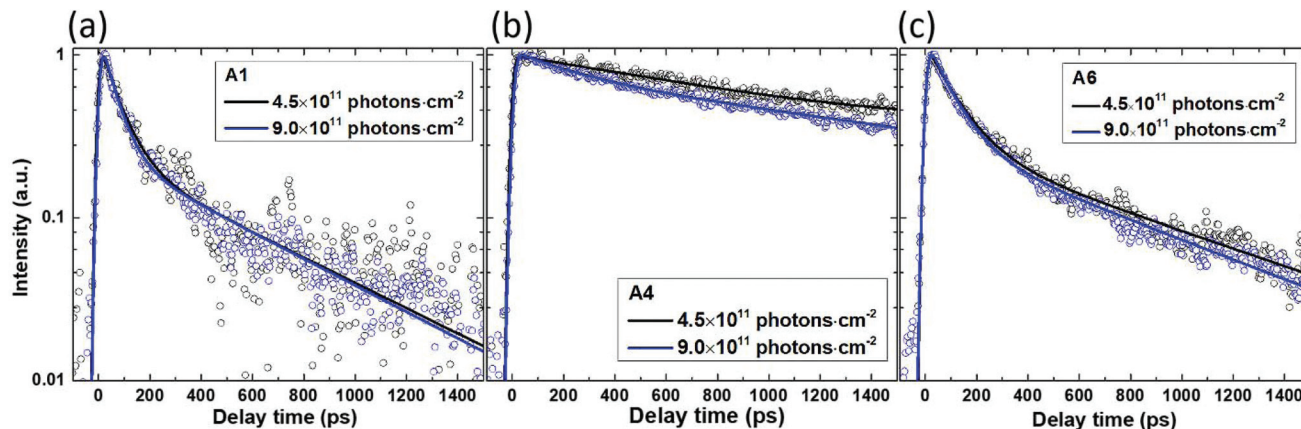 (a)
(b)
(c)
Intensity (a.u.)
1
0.1
0.01
A1
4.5×10¹¹ photons·cm⁻²
9.0×10¹¹ photons·cm⁻²
0 200 400 600 800 1000 1200 1400
Delay time (ps)
A4
4.5×10¹¹ photons·cm⁻²
9.0×10¹¹ photons·cm⁻²
0 200 400 600 800 1000 1200 1400
Delay time (ps)
A6
4.5×10¹¹ photons·cm⁻²
9.0×10¹¹ photons·cm⁻²
0 200 400 600 800 1000 1200 1400
Delay time (ps)